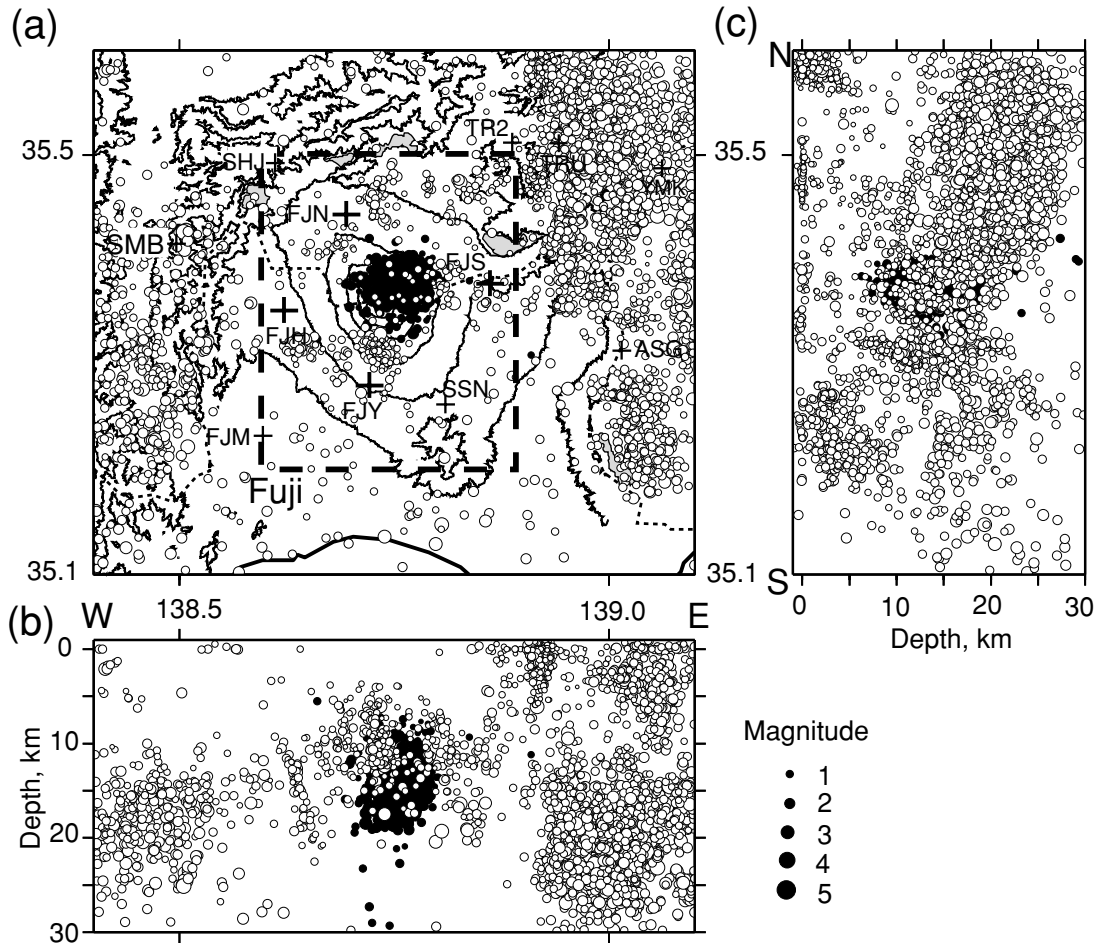 (a)
(c)
N
TR2
35.5
35.5
SHJ
TRU
YMK
FJN
SMB
FJS
FJH
ASG
SSN
FJY
FJM
Fuji
35.1
35.1
S
138.5
W
139.0
E
0
10
20
30
Depth, km
(b)
0
10
20
30
Depth, km
Magnitude
1
2
3
4
5